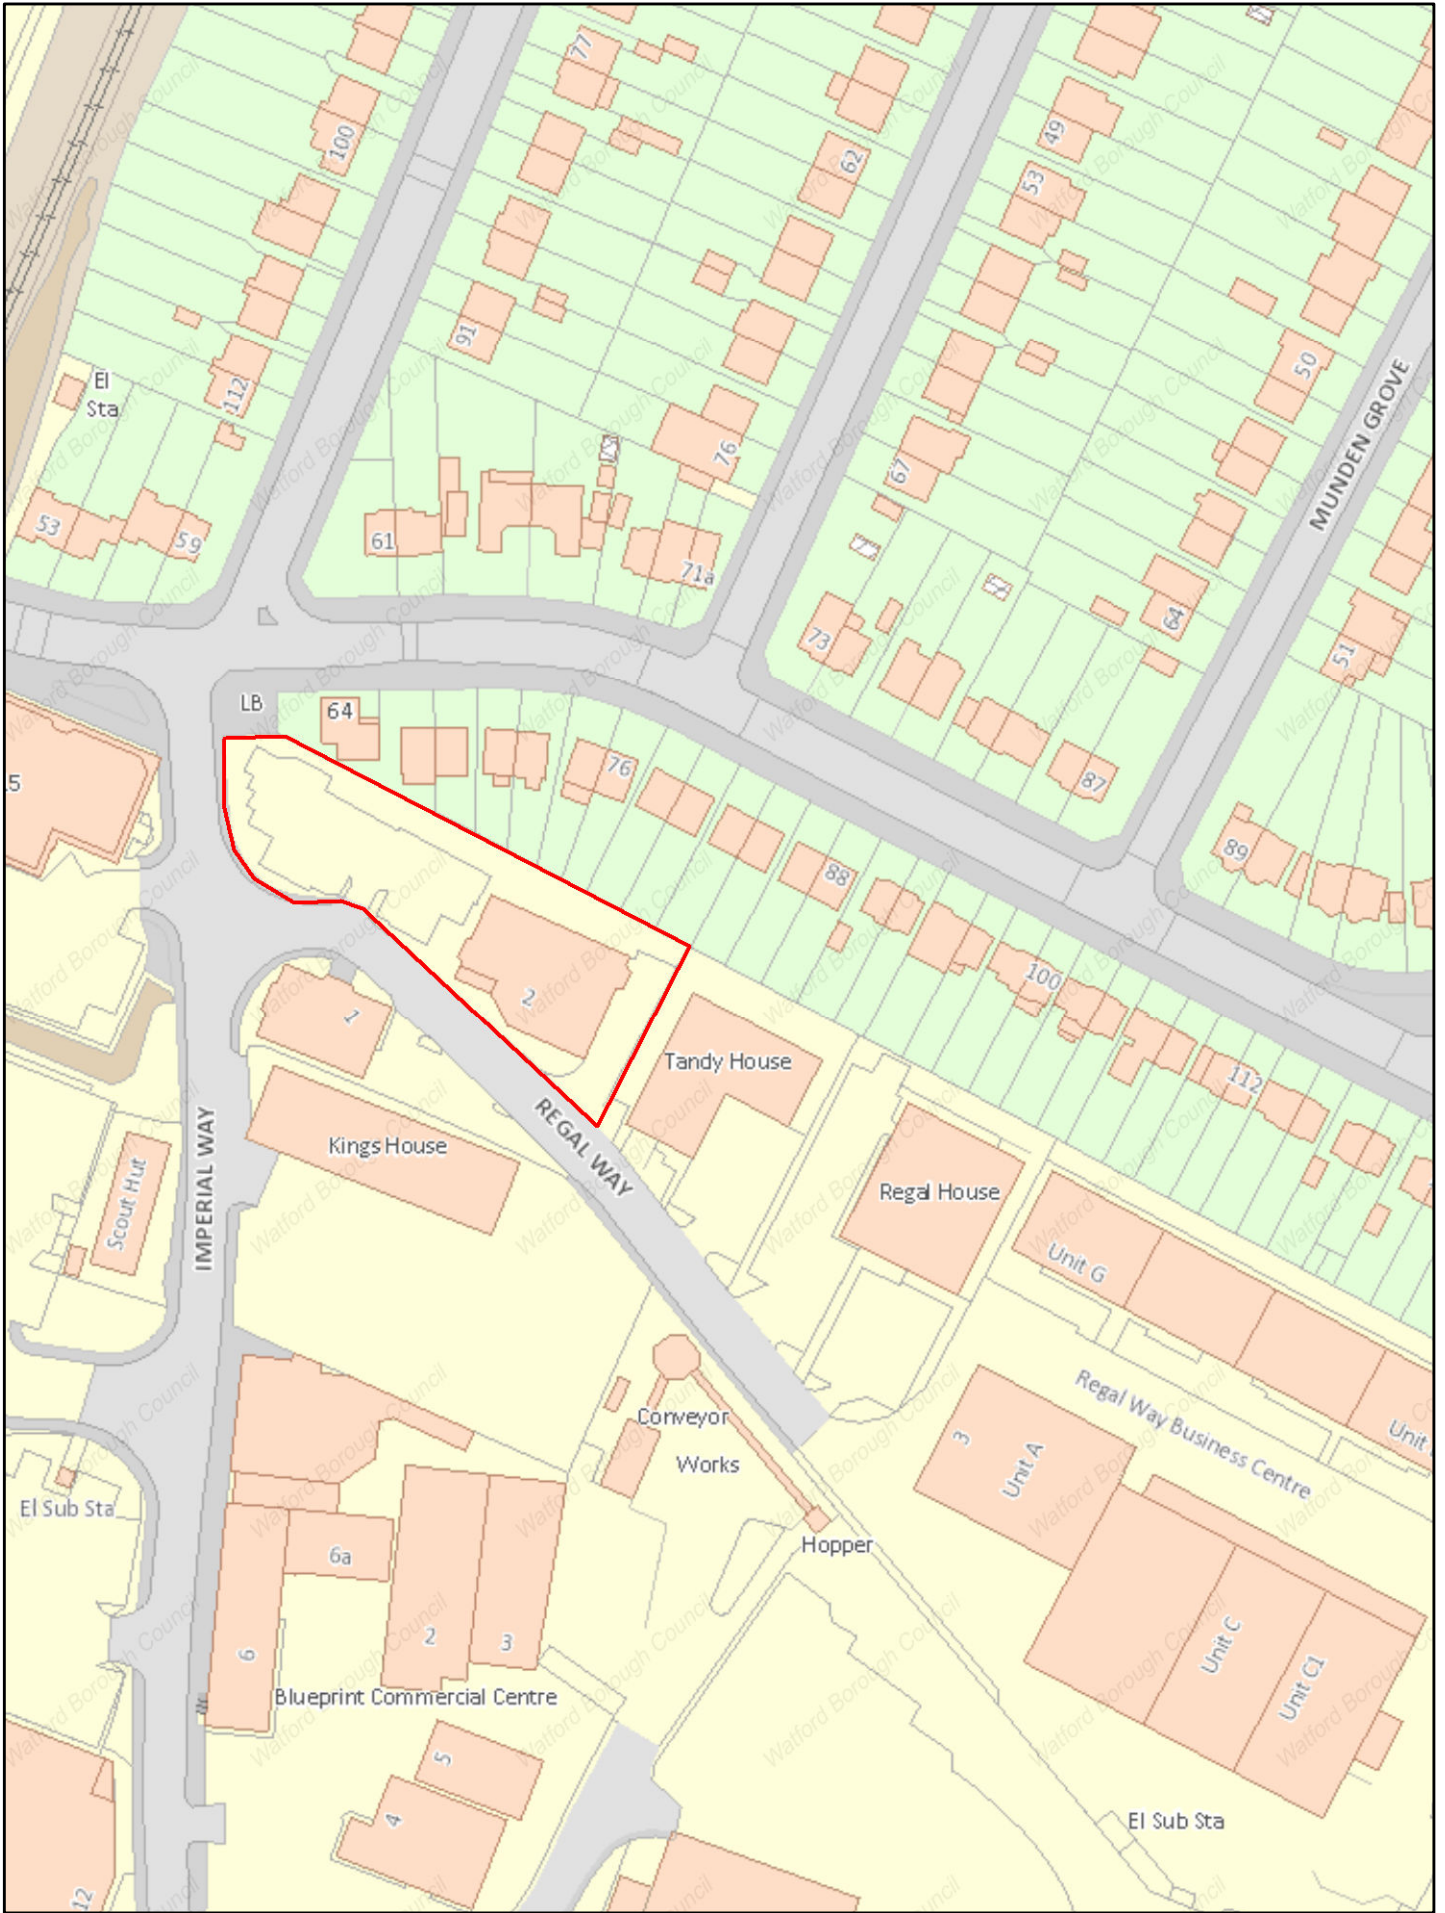 77
100
62
49
53
91
El
Sta
112
50
MUNDEN GROVE
76
67
53
59
61
71a
73
64
51
LB
64
76
15
87
88
89
2
100
1
Tandy House
112
REGAL WAY
Kings House
Regal House
Scout Hut
IMPERIAL WAY
Unit G
Conveyor
Regal Way Business Centre
3
Unit A
Unit
Works
El Sub Sta
Hopper
6a
2
3
6
Unit C
Unit C1
Blueprint Commercial Centre
5
4
El Sub Sta
12
Watford Borough Council